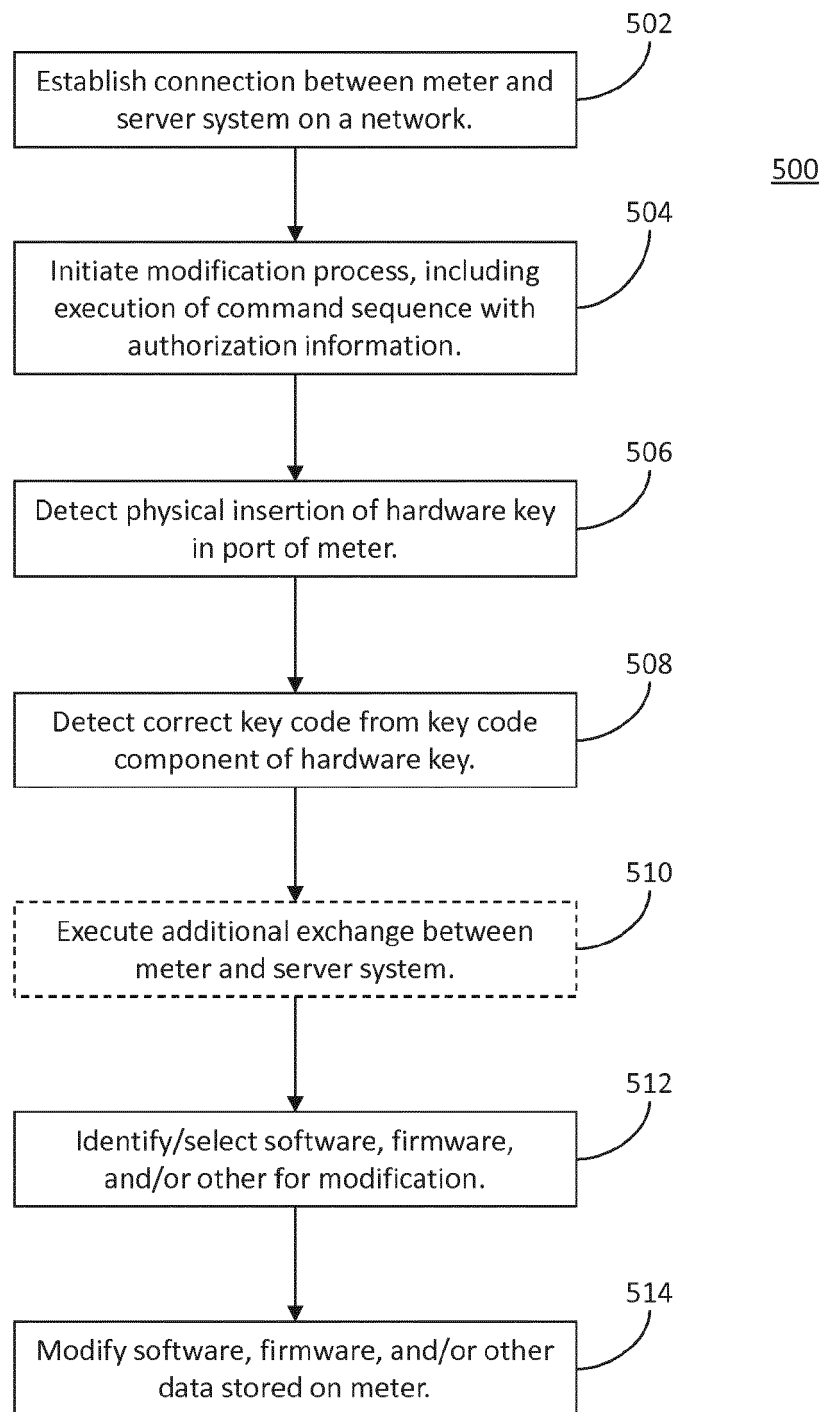 502
Establish connection between meter and
server system on a network.
500
504
Initiate modification process, including
execution of command sequence with
authorization information.
506
Detect physical insertion of hardware key
in port of meter.
508
Detect correct key code from key code
component of hardware key.
510
Execute additional exchange between
meter and server system.
512
Identify/select software, firmware,
and/or other for modification.
514
Modify software, firmware, and/or other
data stored on meter.